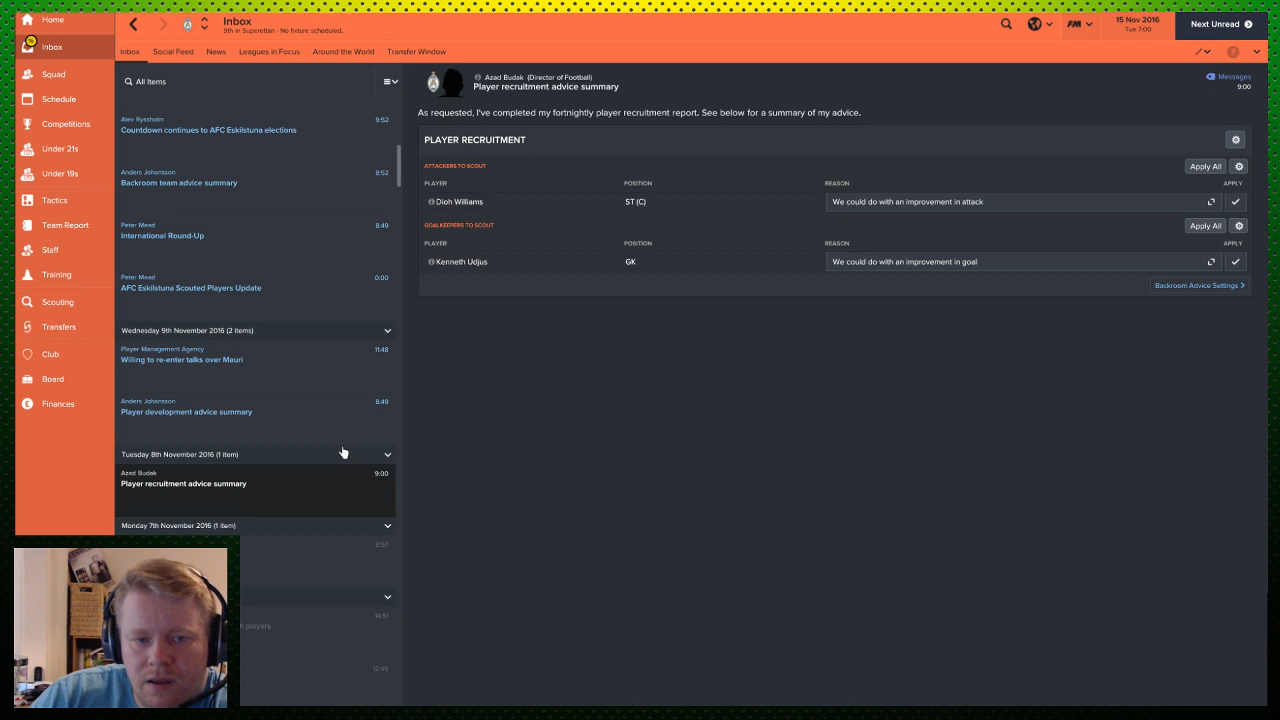 Home
Inbox
Squad
Schedule
Competitions
Under 21s
Under 19s
Tactics
Team Report
Staff
Training
Scouting
Transfers
Club
Board
Finances
Inbox
9th in Superettan - No fixture scheduled.
FM
15 Nov 2016
Tue 7:00
Next Unread
Inbox
Social Feed
News
Leagues in Focus
Around the World
Transfer Window
All Items
Alex Ryssholm
9:52
Countdown continues to AFC Eskilstuna elections
Anders Johansson
8:52
Backroom team advice summary
Peter Mead
8:49
International Round-Up
Peter Mead
0:00
AFC Eskilstuna Scouted Players Update
Wednesday 9th November 2016 (2 items)
Player Management Agency
11:48
Willing to re-enter talks over Mauri
Anders Johansson
8:49
Player development advice summary
Tuesday 8th November 2016 (1 item)
Azad Budak
9:00
Player recruitment advice summary
Monday 7th November 2016 (1 item)
8:57
14:51
players
12:45
Azad Budak (Director of Football)
Player recruitment advice summary
Messages
9:00
As requested, I've completed my fortnightly player recruitment report. See below for a summary of my advice.
PLAYER RECRUITMENT
ATTACKERS TO SCOUT
Apply All
PLAYER POSITION REASON APPLY
Dioh Williams ST (C) We could do with an improvement in attack
GOALKEEPERS TO SCOUT
Apply All
PLAYER POSITION REASON APPLY
Kenneth Udjus GK We could do with an improvement in goal
Backroom Advice Settings